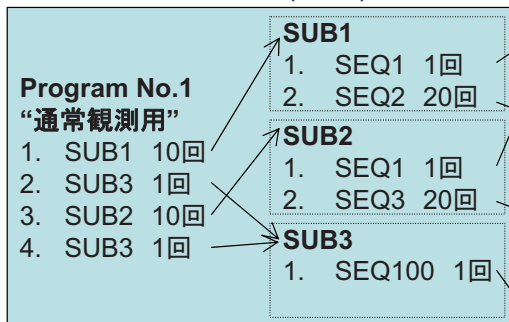 Program No.1
“通常観測用”
1. SUB1 10回
2. SUB3 1回
3. SUB2 10回
4. SUB3 1回
SUB1
1. SEQ1 1回
2. SEQ2 20回
SUB2
1. SEQ1 1回
2. SEQ3 20回
SUB3
1. SEQ100 1回